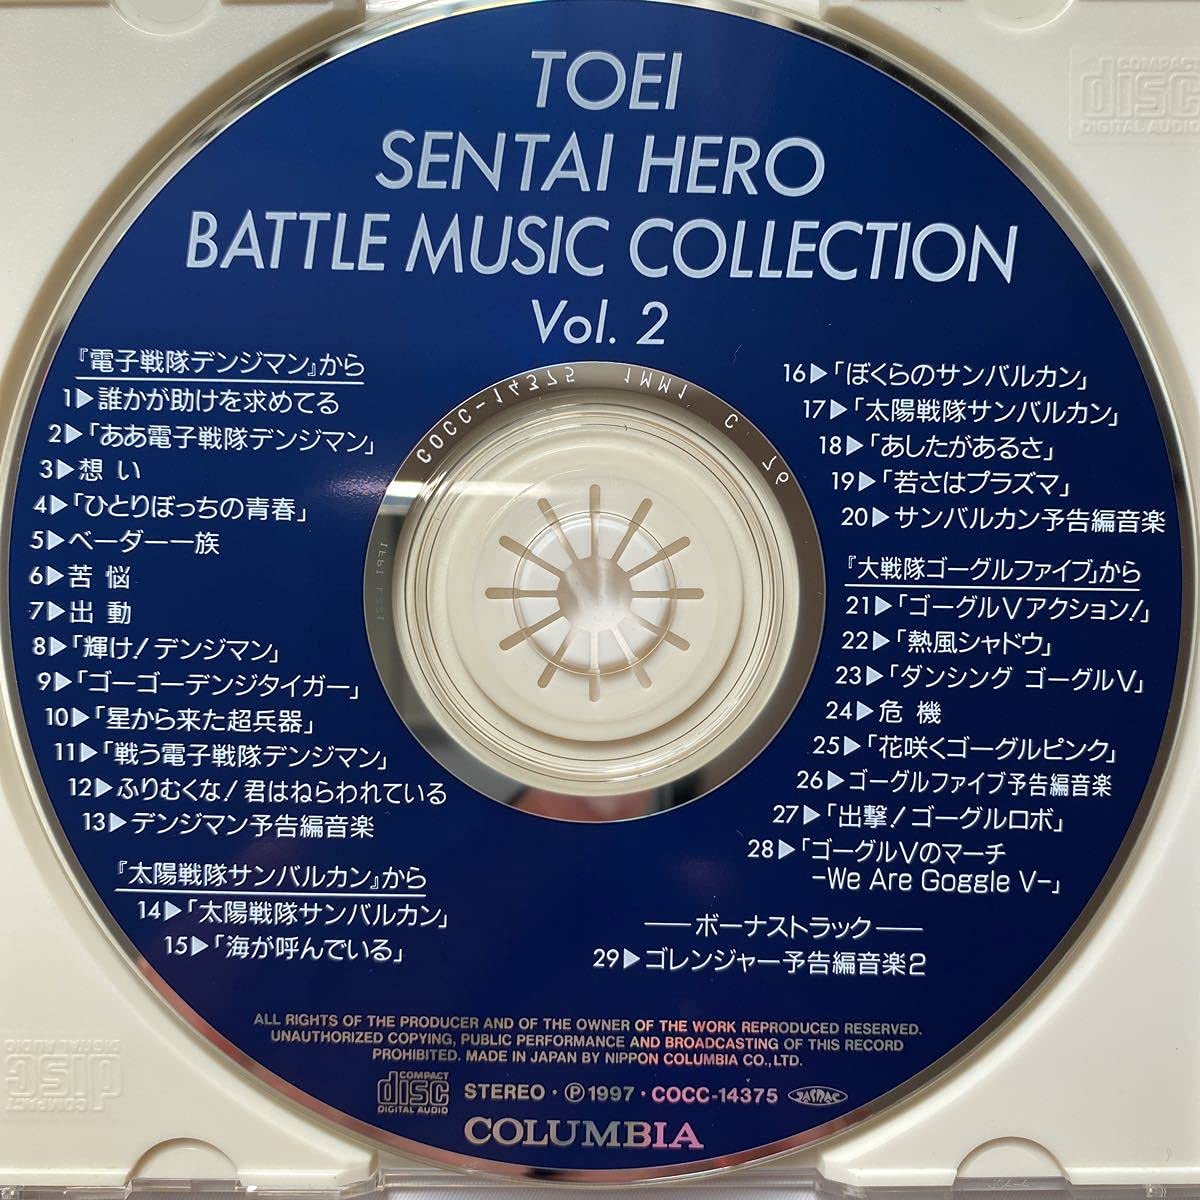 TOEI
SENTAI HERO
BATTLE MUSIC COLLECTION
Vol. 2
『電子戦隊デンジマン』から
1▶誰かが助けを求めてる
2▶「ああ電子戦隊デンジマン」
3▶想 い
4▶「ひとりぼっちの青春」
5▶ベーダー一族
6▶苦 悩
7▶出 動
8▶「輝け!デンジマン」
9▶「ゴーゴーデンジタイガー」
10▶「星から来た超兵器」
11▶「戦う電子戦隊デンジマン」
12▶ふりむくな!君はねらわれている
13▶デンジマン予告編音楽
『太陽戦隊サンバルカン』から
14▶「太陽戦隊サンバルカン」
15▶「海が呼んでいる」
16▶「ぼくらのサンバルカン」
17▶「太陽戦隊サンバルカン」
18▶「あしたがあるさ」
19▶「若さはプラズマ」
20▶サンバルカン予告編音楽
『大戦隊ゴーグルファイブ』から
21▶「ゴーグルVアクション!」
22▶「熱風シャドウ」
23▶「ダンシング ゴーグルV」
24▶危 機
25▶「花咲くゴーグルピンク」
26▶ゴーグルファイブ予告編音楽
27▶「出撃!ゴーグルロボ」
28▶「ゴーグルVのマーチ
-We Are Goggle V-」
—ボーナストラック—
29▶ゴレンジャー予告編音楽2
COCC-14375 1MM1 C 79
ALL RIGHTS OF THE PRODUCER AND OF THE OWNER OF THE WORK REPRODUCED RESERVED.
UNAUTHORIZED COPYING, PUBLIC PERFORMANCE AND BROADCASTING OF THIS RECORD
PROHIBITED. MADE IN JAPAN BY NIPPON COLUMBIA CO., LTD.
COMPACT
disc
DIGITAL AUDIO
STEREO · Ⓟ1997 · COCC-14375
JASRAC
COLUMBIA
COMPACT
disc
DIGITAL AUDIO
COMPACT
disc
DIGITAL AUDIO